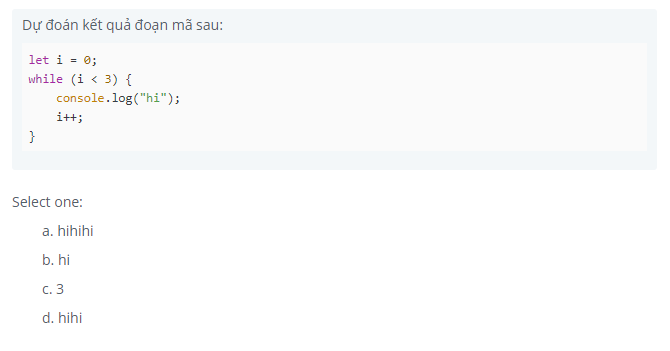 Dự đoán kết quả đoạn mã sau:
let i = 0;
while (i < 3) {
    console.log("hi");
    i++;
}
Select one:
a. hihihi
b. hi
c. 3
d. hihi